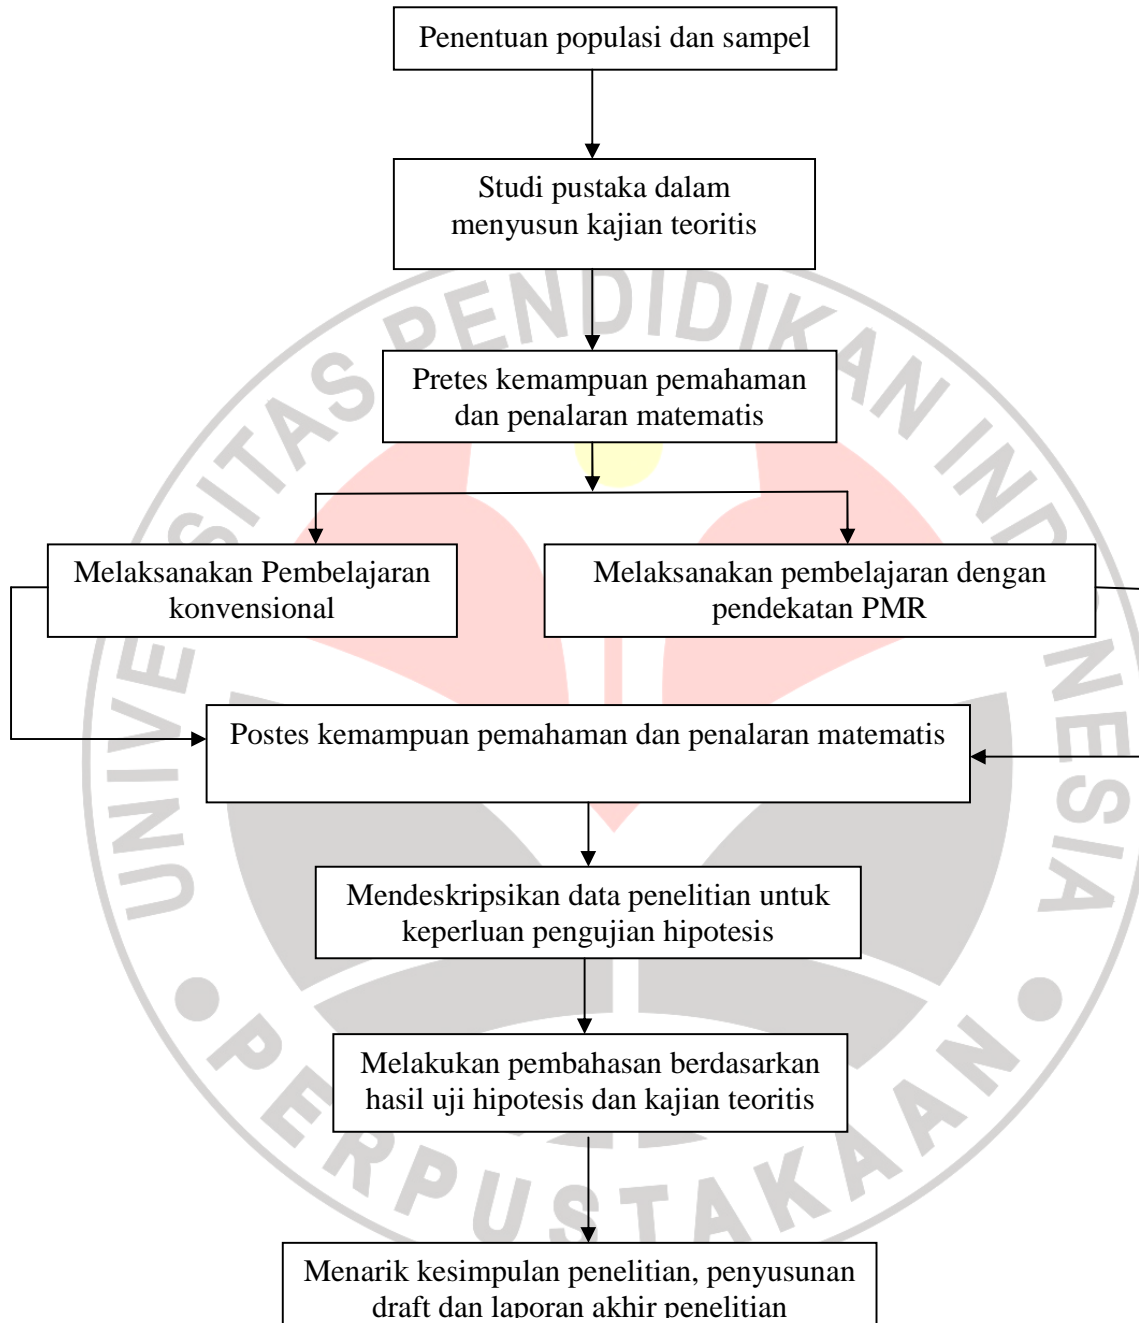 Penentuan populasi dan sampel
Studi pustaka dalam
menyusun kajian teoritis
Pretes kemampuan pemahaman
dan penalaran matematis
Melaksanakan Pembelajaran
konvensional
Melaksanakan pembelajaran dengan
pendekatan PMR
Postes kemampuan pemahaman dan penalaran matematis
Mendeskripsikan data penelitian untuk
keperluan pengujian hipotesis
Melakukan pembahasan berdasarkan
hasil uji hipotesis dan kajian teoritis
Menarik kesimpulan penelitian, penyusunan
draft dan laporan akhir penelitian
UNIVERSITAS PENDIDIKAN INDONESIA
PERPUSTAKAAN